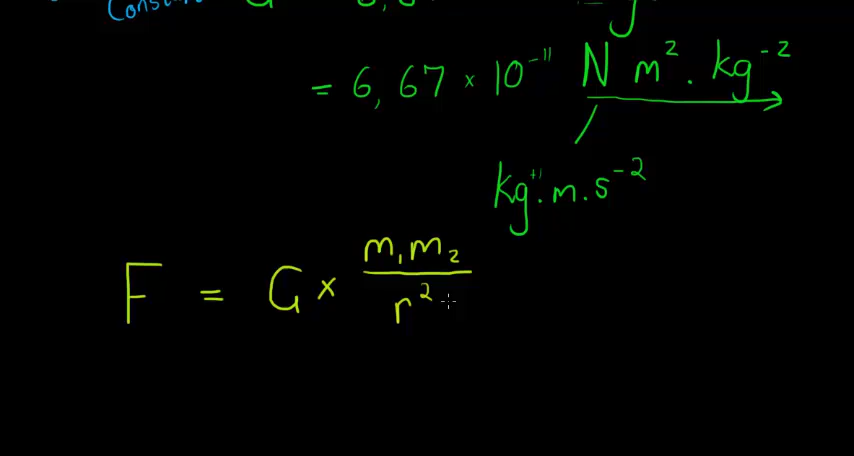 = 6,67 × 10⁻¹¹ N m² . kg⁻²
kg⁺¹ . m . s⁻²
F = G × m₁m₂ / r²